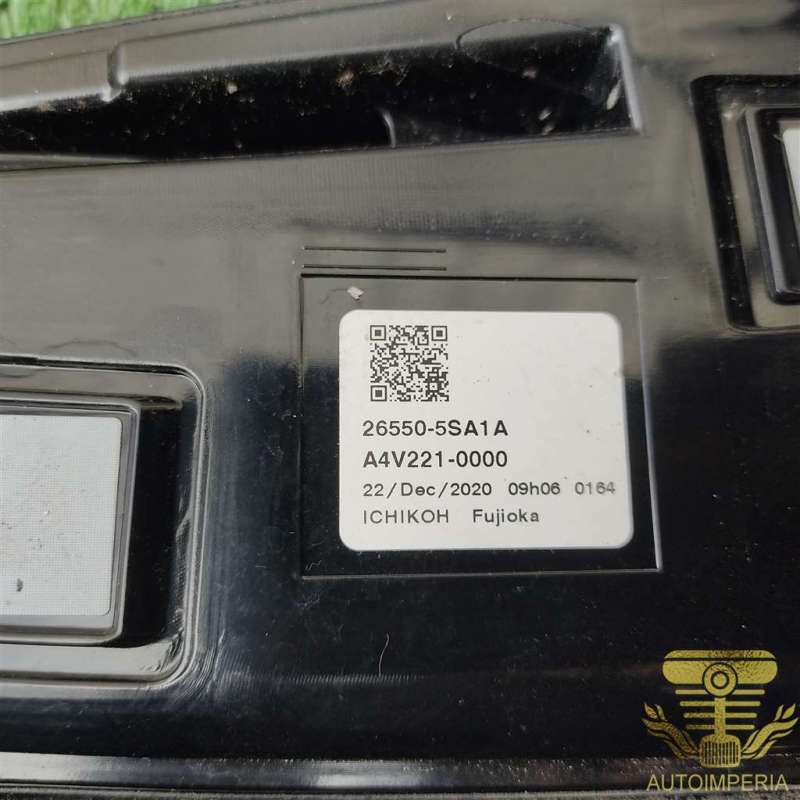 26550-5SA1A
A4V221-0000
22/Dec/2020 09h06 0164
ICHIKOH Fujioka
AUTOIMPERIA